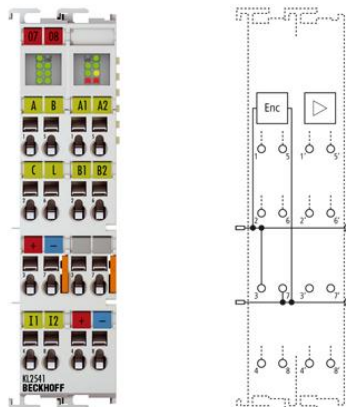 07 08
A B A1 A2
C L B1 B2
+ −
I1 I2 + −
KL2541
BECKHOFF
Enc
1 5 1' 5'
2 6 2' 6'
3 7 3' 7'
4 8 4' 8'